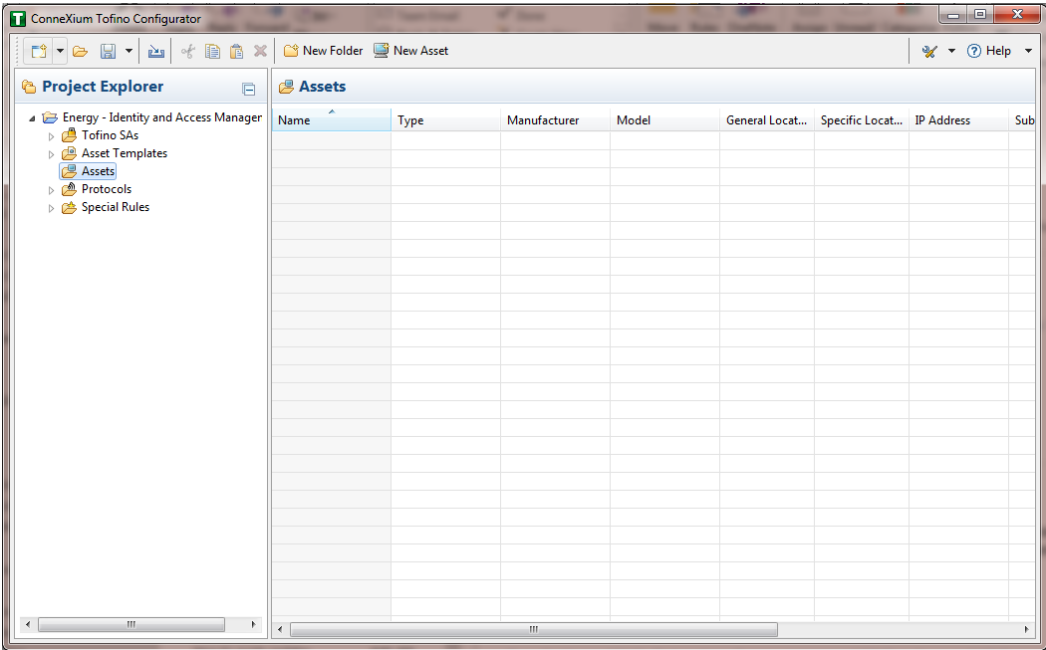 ConneXium Tofino Configurator
New Folder New Asset Help
Project Explorer
Assets
Energy - Identity and Access Manager
Tofino SAs
Asset Templates
Assets
Protocols
Special Rules
Name Type Manufacturer Model General Locat... Specific Locat... IP Address Sub